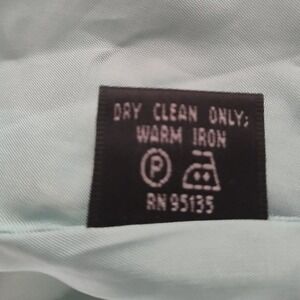 DRY CLEAN ONLY;
WARM IRON
P
RN 95135